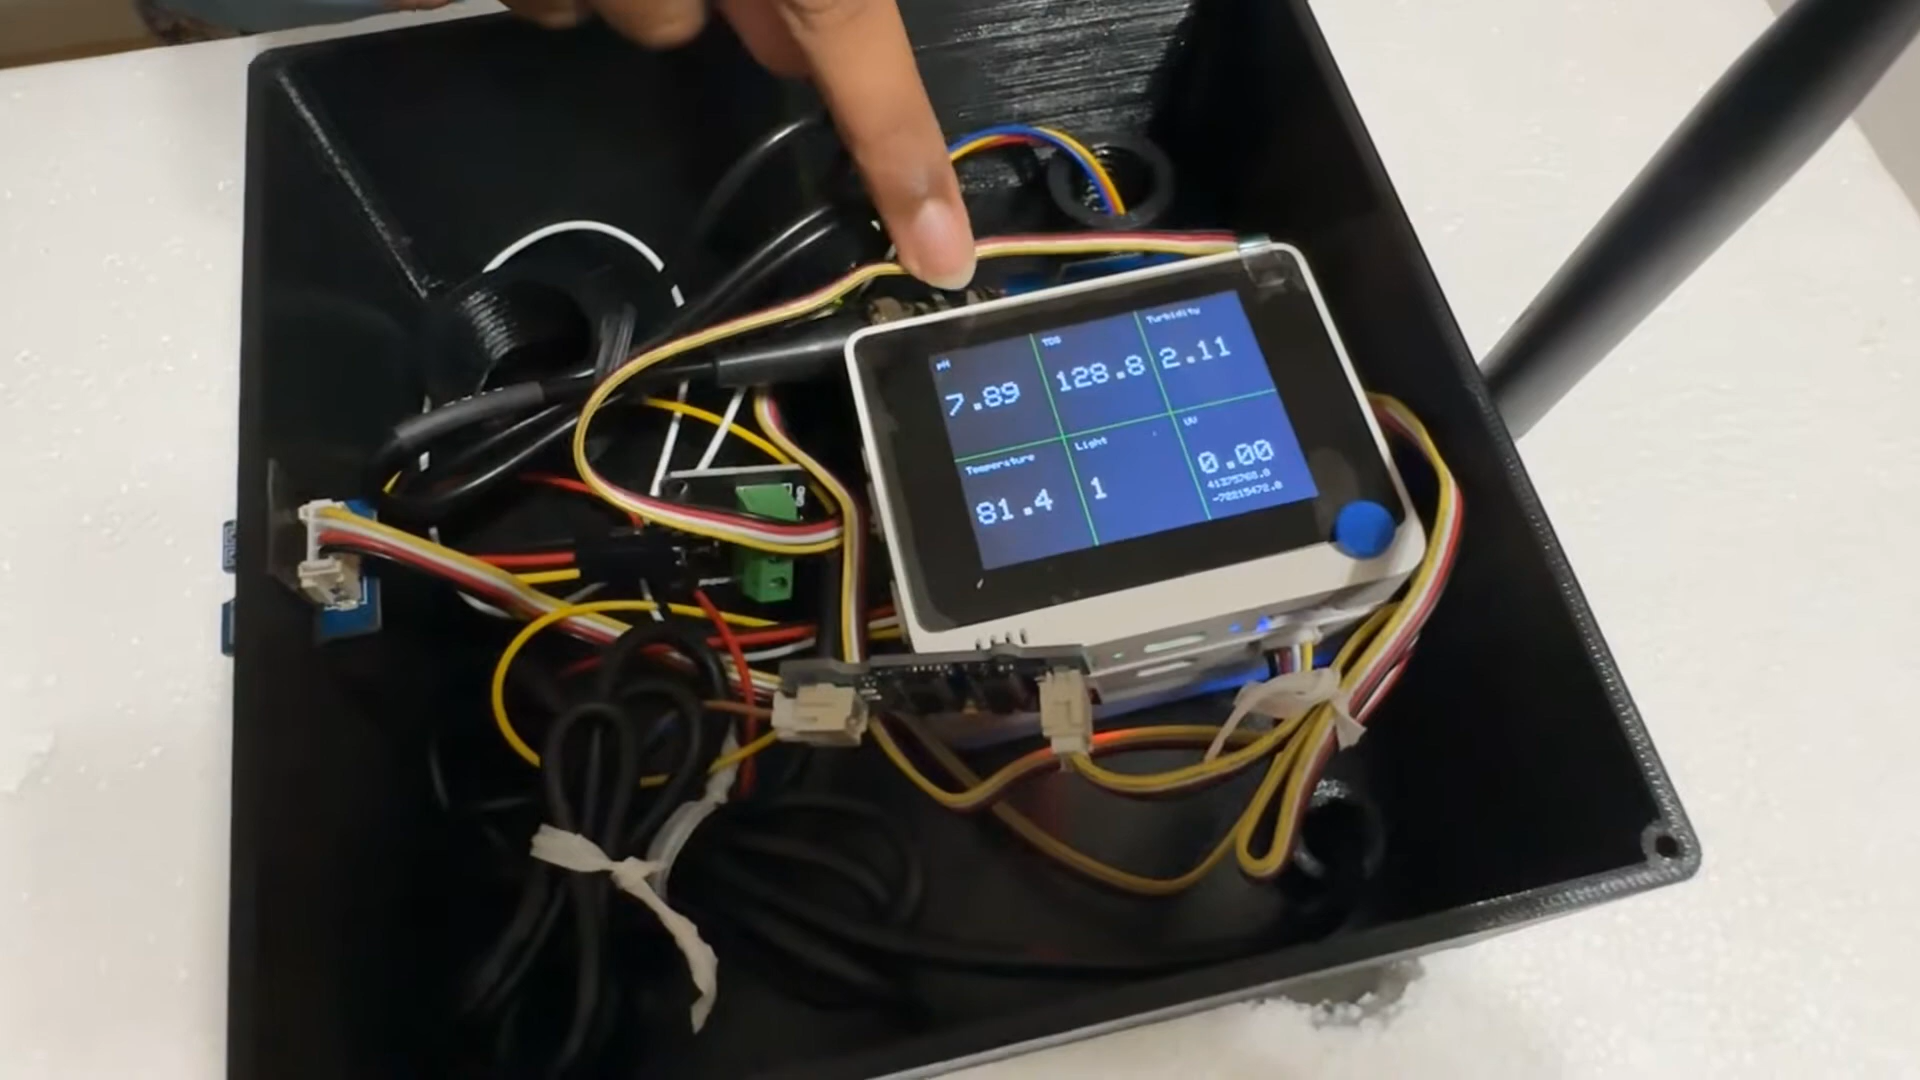 pH
TDS
Turbidity
7.89
128.8
2.11
Temperature
Light
UV
81.4
1
0.00